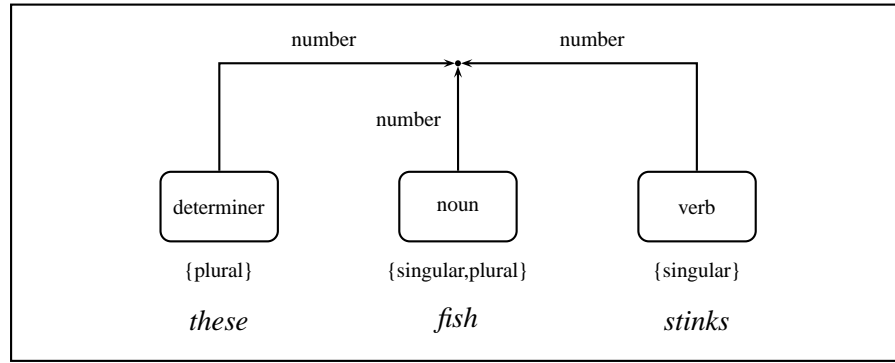 number number
number
determiner noun verb
{plural} {singular,plural} {singular}
these fish stinks